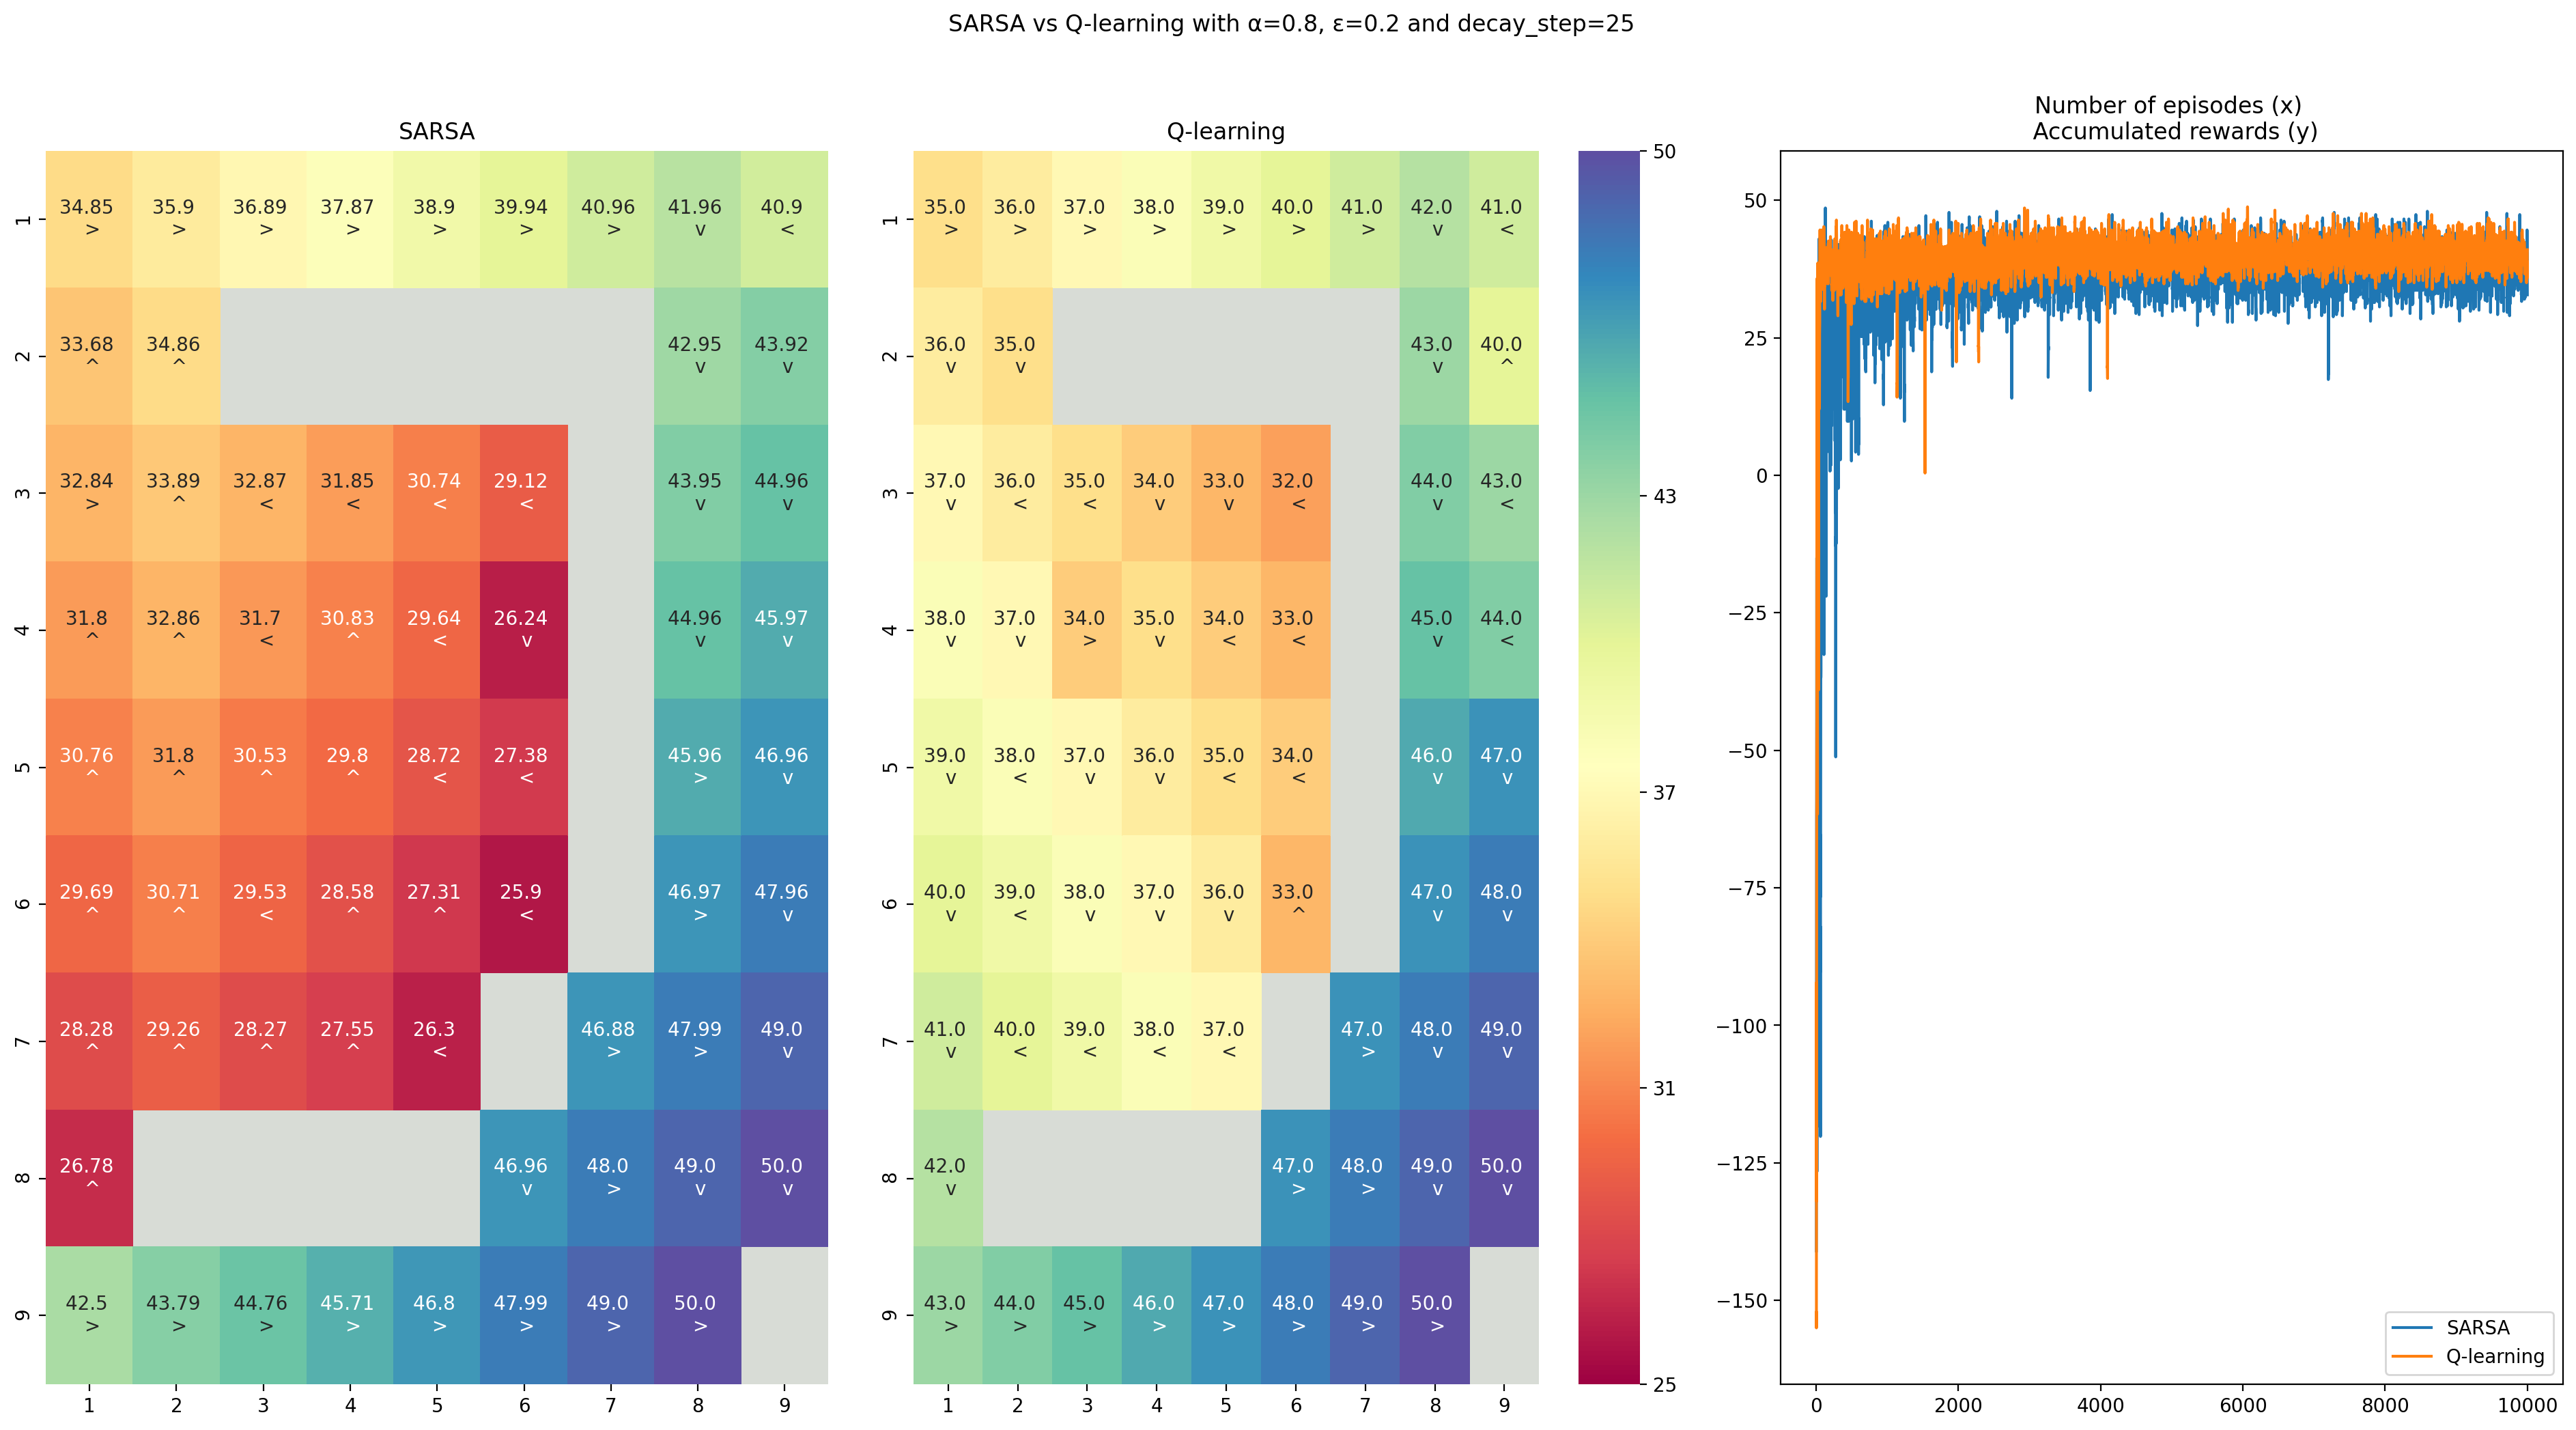 SARSA vs Q-learning with α=0.8, ε=0.2 and decay_step=25
SARSA
1 34.85 35.9 36.89 37.87 38.9 39.94 40.96 41.96 40.9
> > > > > > > v <
2 33.68 34.86 42.95 43.92
^ ^ v v
3 32.84 33.89 32.87 31.85 30.74 29.12 43.95 44.96
> ^ < < < < v v
4 31.8 32.86 31.7 30.83 29.64 26.24 44.96 45.97
^ ^ < ^ < v v v
5 30.76 31.8 30.53 29.8 28.72 27.38 45.96 46.96
^ ^ ^ ^ < < > v
6 29.69 30.71 29.53 28.58 27.31 25.9 46.97 47.96
^ ^ < ^ ^ < > v
7 28.28 29.26 28.27 27.55 26.3 46.88 47.99 49.0
^ ^ ^ ^ < > > v
8 26.78 46.96 48.0 49.0 50.0
^ v > v v
9 42.5 43.79 44.76 45.71 46.8 47.99 49.0 50.0
> > > > > > > >
1 2 3 4 5 6 7 8 9
Q-learning
1 35.0 36.0 37.0 38.0 39.0 40.0 41.0 42.0 41.0
> > > > > > > v <
2 36.0 35.0 43.0 40.0
v v v ^
3 37.0 36.0 35.0 34.0 33.0 32.0 44.0 43.0
v < < v v < v <
4 38.0 37.0 34.0 35.0 34.0 33.0 45.0 44.0
v v > v < < v <
5 39.0 38.0 37.0 36.0 35.0 34.0 46.0 47.0
v < v v < < v v
6 40.0 39.0 38.0 37.0 36.0 33.0 47.0 48.0
v < v v v ^ v v
7 41.0 40.0 39.0 38.0 37.0 47.0 48.0 49.0
v < < < < > v v
8 42.0 47.0 48.0 49.0 50.0
v > > v v
9 43.0 44.0 45.0 46.0 47.0 48.0 49.0 50.0
> > > > > > > >
1 2 3 4 5 6 7 8 9
50
43
37
31
25
Number of episodes (x)
Accumulated rewards (y)
50
25
0
−25
−50
−75
−100
−125
−150
0 2000 4000 6000 8000 10000
SARSA
Q-learning